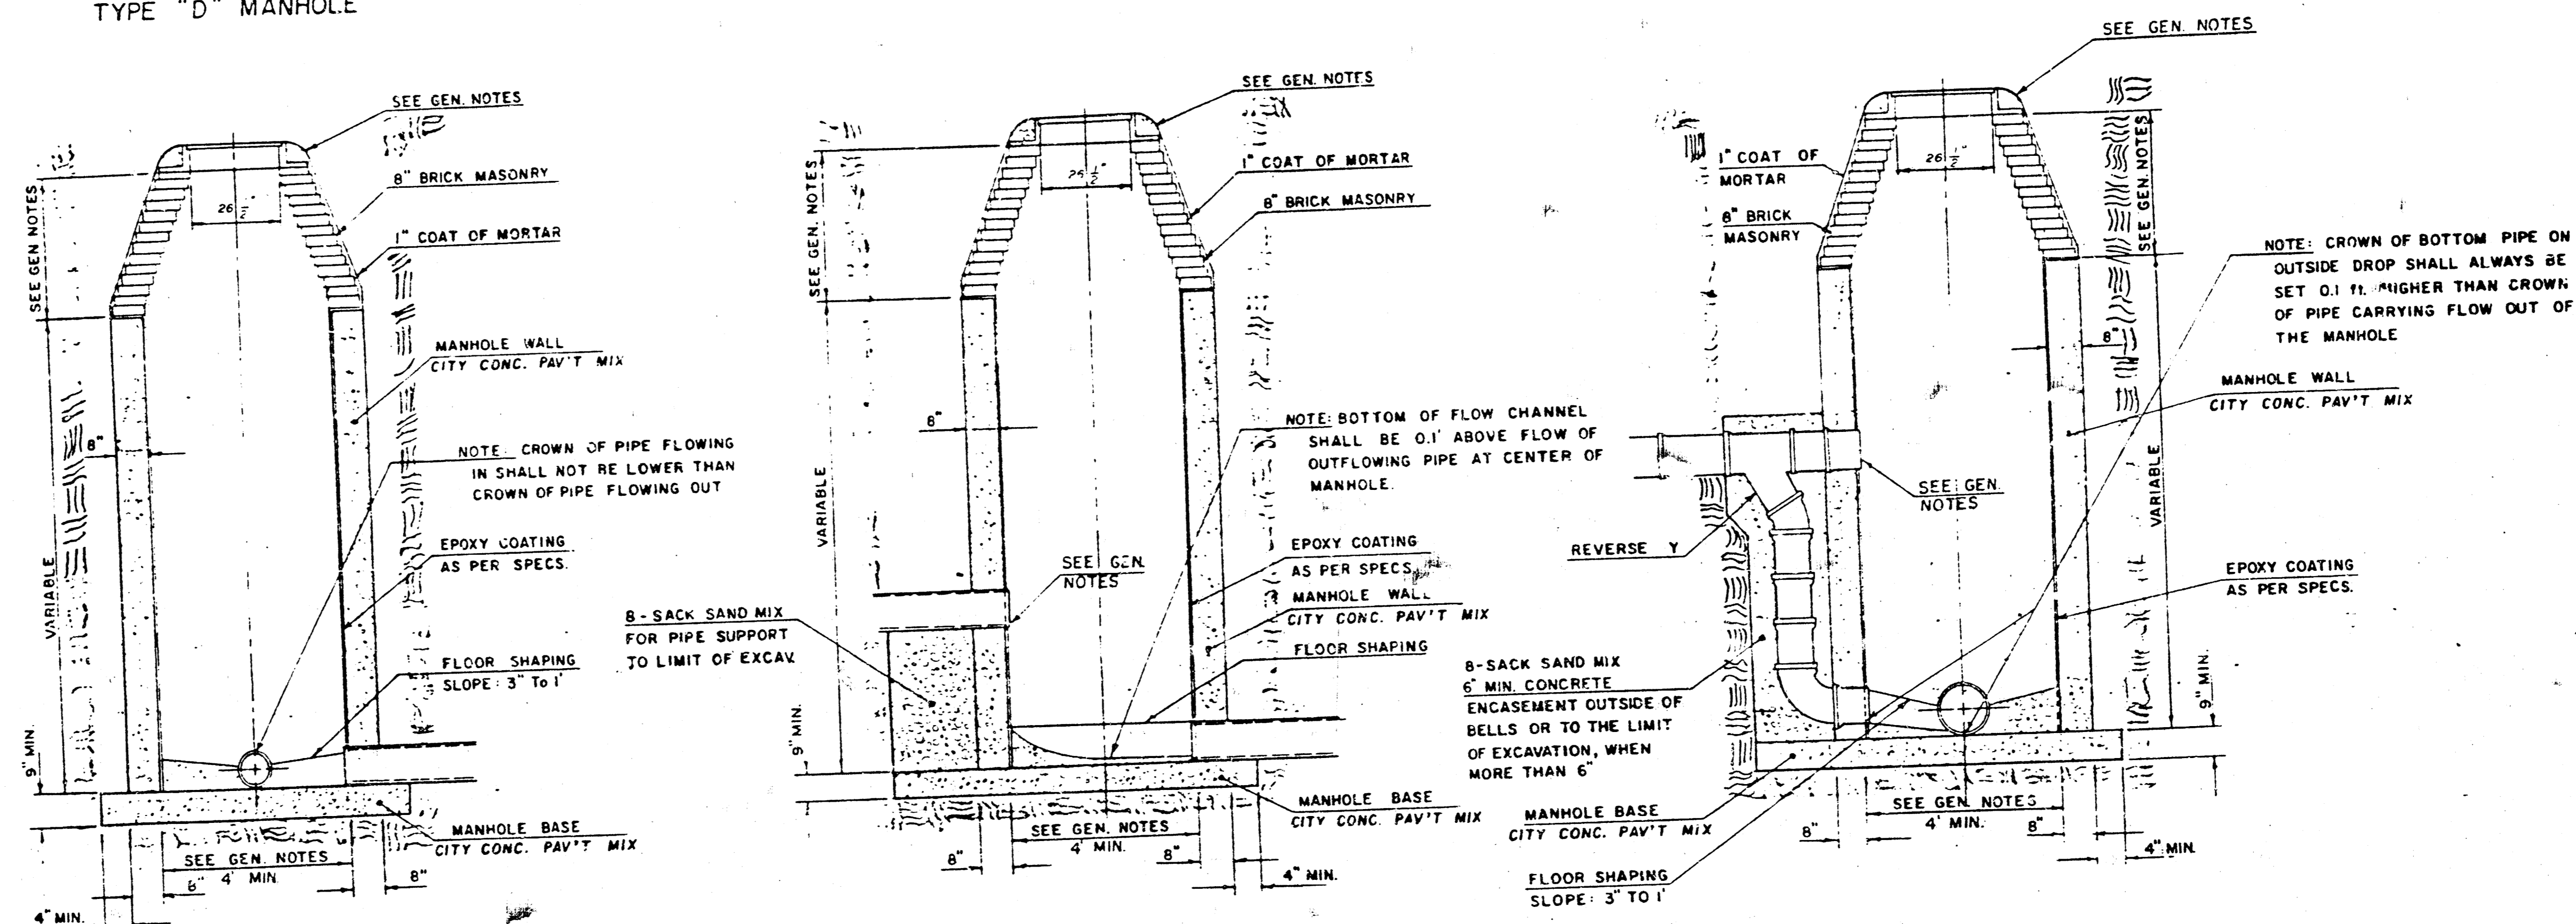 TYPE "D" MANHOLE
SEE GEN. NOTES
8" BRICK MASONRY
1" COAT OF MORTAR
26 1/2"
SEE GEN NOTES
VARIABLE
8"
MANHOLE WALL
CITY CONC. PAV'T MIX
NOTE: CROWN OF PIPE FLOWING
IN SHALL NOT BE LOWER THAN
CROWN OF PIPE FLOWING OUT
EPOXY COATING
AS PER SPECS.
FLOOR SHAPING
SLOPE: 3" To 1'
9" MIN.
MANHOLE BASE
CITY CONC. PAV'T MIX
SEE GEN. NOTES
4' MIN.
8"
8"
4" MIN.
SEE GEN. NOTES
1" COAT OF MORTAR
8" BRICK MASONRY
26 1/2"
SEE GEN. NOTES
VARIABLE
8"
NOTE: BOTTOM OF FLOW CHANNEL
SHALL BE 0.1' ABOVE FLOW OF
OUTFLOWING PIPE AT CENTER OF
MANHOLE.
SEE GEN.
NOTES
EPOXY COATING
AS PER SPECS.
MANHOLE WALL
CITY CONC. PAV'T MIX
FLOOR SHAPING
8-SACK SAND MIX
FOR PIPE SUPPORT
TO LIMIT OF EXCAV.
9" MIN.
MANHOLE BASE
CITY CONC. PAV'T MIX
SEE GEN. NOTES
4' MIN.
8"
8"
4" MIN.
SEE GEN. NOTES
1" COAT OF
MORTAR
8" BRICK
MASONRY
26 1/2"
SEE GEN. NOTES
VARIABLE
NOTE: CROWN OF BOTTOM PIPE ON
OUTSIDE DROP SHALL ALWAYS BE
SET 0.1 ft. HIGHER THAN CROWN
OF PIPE CARRYING FLOW OUT OF
THE MANHOLE
8"
MANHOLE WALL
CITY CONC. PAV'T MIX
SEE GEN.
NOTES
REVERSE Y
EPOXY COATING
AS PER SPECS.
8-SACK SAND MIX
6" MIN. CONCRETE
ENCASEMENT OUTSIDE OF
BELLS OR TO THE LIMIT
OF EXCAVATION, WHEN
MORE THAN 6"
9" MIN.
MANHOLE BASE
CITY CONC. PAV'T MIX
SEE GEN. NOTES
4' MIN.
8"
8"
4" MIN.
FLOOR SHAPING
SLOPE: 3" TO 1'